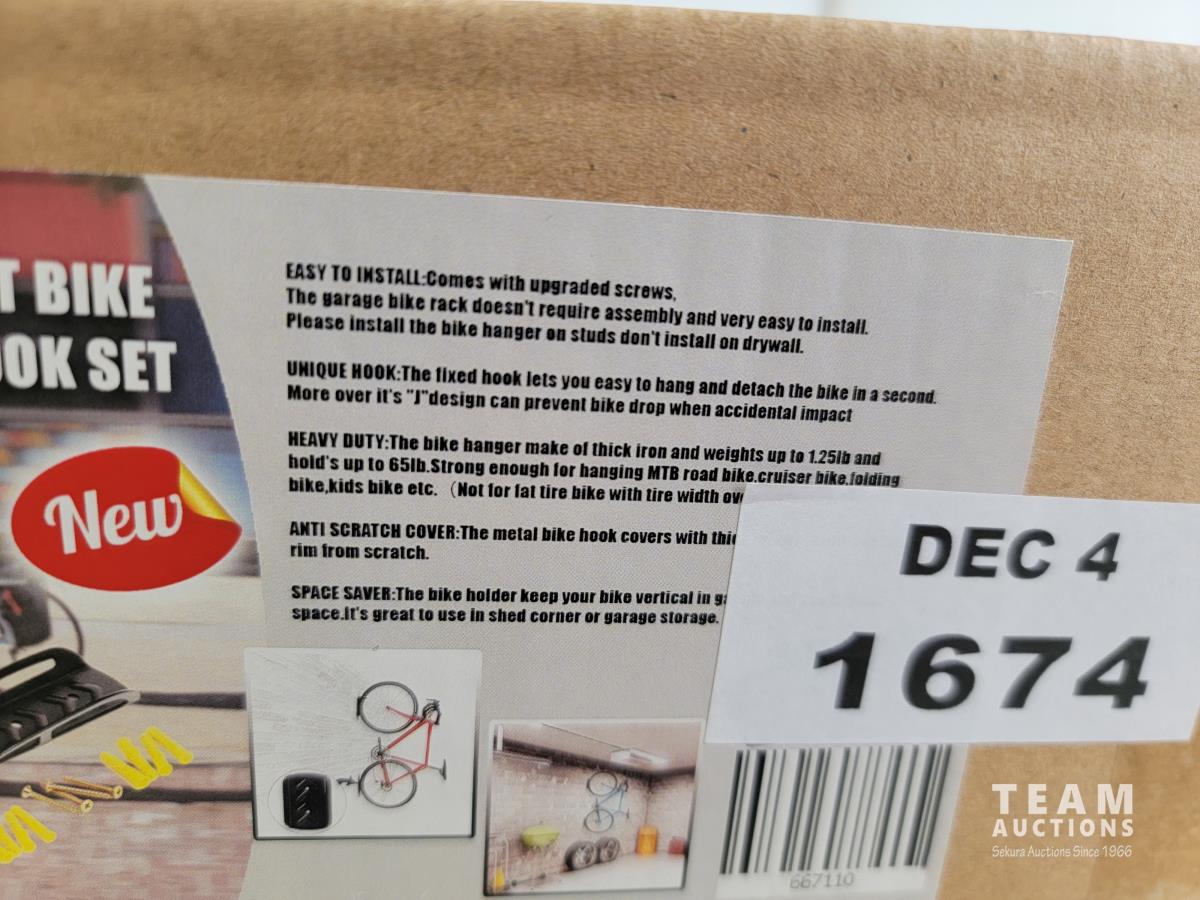 T BIKE
OOK SET
New
EASY TO INSTALL:Comes with upgraded screws,
The garage bike rack doesn't require assembly and very easy to install.
Please install the bike hanger on studs don't install on drywall.
UNIQUE HOOK:The fixed hook lets you easy to hang and detach the bike in a second.
More over it's "J"design can prevent bike drop when accidental impact
HEAVY DUTY:The bike hanger make of thick iron and weights up to 1.25lb and
hold's up to 65lb.Strong enough for hanging MTB road bike,cruiser bike,folding
bike,kids bike etc. (Not for fat tire bike with tire width
ANTI SCRATCH COVER:The metal bike hook covers with
rim from scratch.
SPACE SAVER:The bike holder keep your bike vertical in
space.It's great to use in shed corner or garage storage.
DEC 4
1674
667110
TEAM
AUCTIONS
Sekura Auctions Since 1966